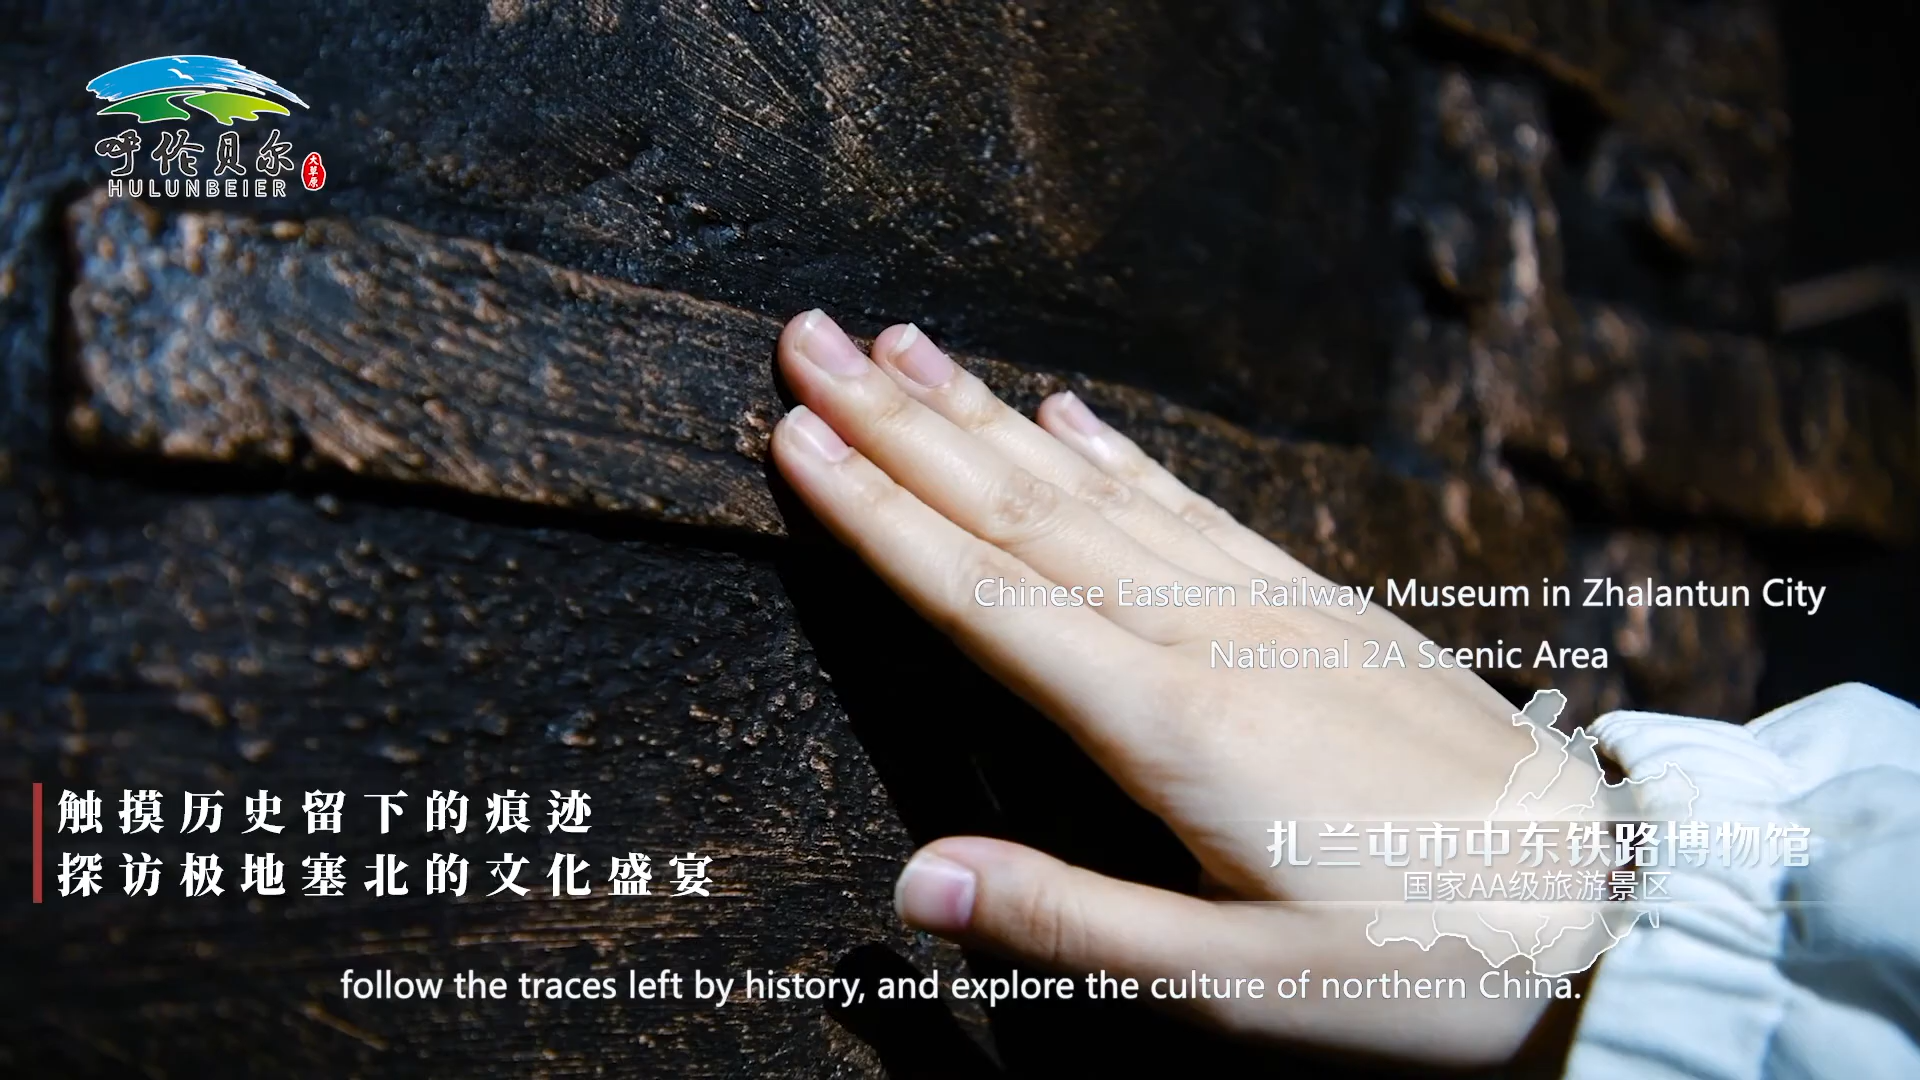 呼伦贝尔
HULUNBEIER
大草原
Chinese Eastern Railway Museum in Zhalantun City
National 2A Scenic Area
触摸历史留下的痕迹
探访极地塞北的文化盛宴
扎兰屯市中东铁路博物馆
国家AA级旅游景区
follow the traces left by history, and explore the culture of northern China.